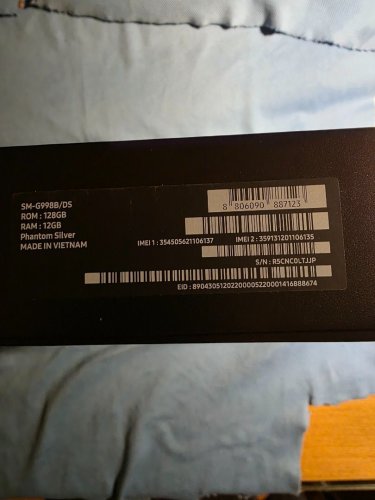 SM-G998B/DS
ROM : 128GB
RAM : 12GB
Phantom Silver
MADE IN VIETNAM
8 806090 887123
IMEI 1 : 354505621106137
IMEI 2 : 359131201106135
S/N : R5CNC0LTJJP
EID : 89043051202200005220001416888674